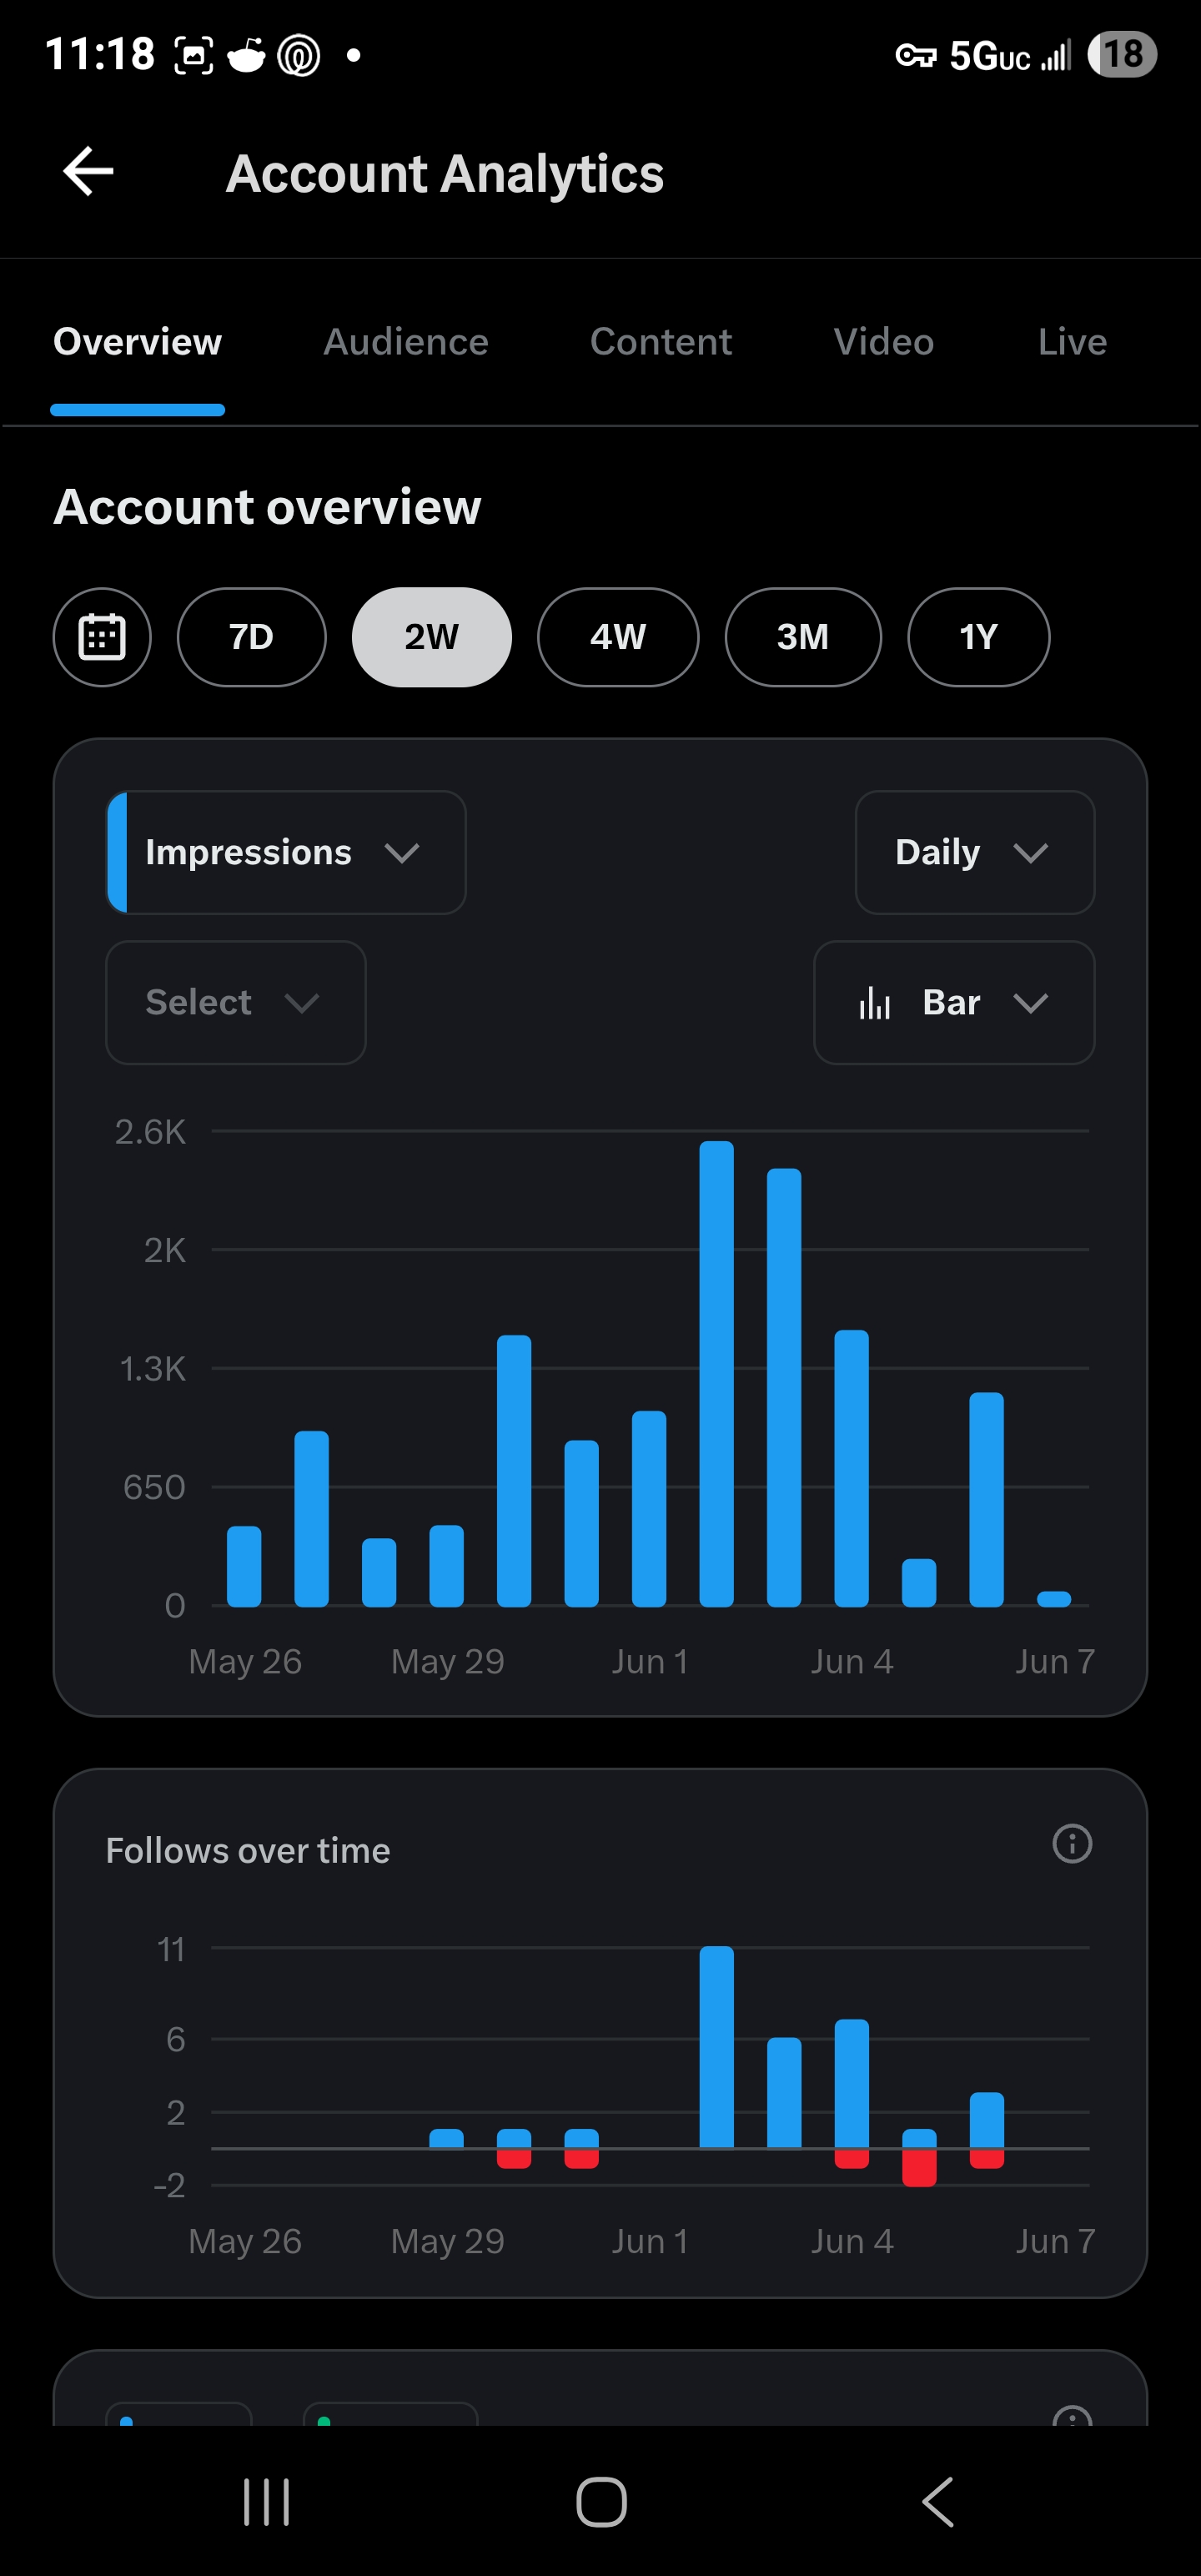 11:18 5GUC 18
Account Analytics
Overview Audience Content Video Live
Account overview
7D 2W 4W 3M 1Y
Impressions Daily
Select Bar
2.6K
2K
1.3K
650
0
May 26 May 29 Jun 1 Jun 4 Jun 7
Follows over time
11
6
2
-2
May 26 May 29 Jun 1 Jun 4 Jun 7